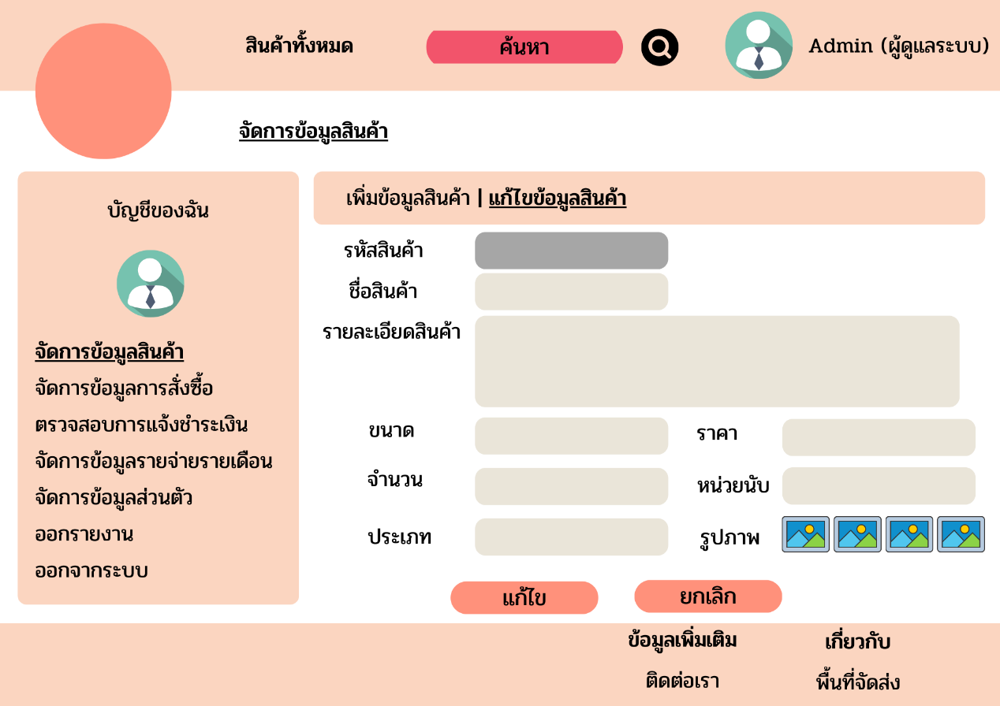 สินค้าทั้งหมด
ค้นหา
Admin (ผู้ดูแลระบบ)
จัดการข้อมูลสินค้า
บัญชีของฉัน
จัดการข้อมูลสินค้า
จัดการข้อมูลการสั่งซื้อ
ตรวจสอบการแจ้งชำระเงิน
จัดการข้อมูลรายจ่ายรายเดือน
จัดการข้อมูลส่วนตัว
ออกรายงาน
ออกจากระบบ
เพิ่มข้อมูลสินค้า | แก้ไขข้อมูลสินค้า
รหัสสินค้า
ชื่อสินค้า
รายละเอียดสินค้า
ขนาด
ราคา
จำนวน
หน่วยนับ
ประเภท
รูปภาพ
แก้ไข
ยกเลิก
ข้อมูลเพิ่มเติม
เกี่ยวกับ
ติดต่อเรา
พื้นที่จัดส่ง